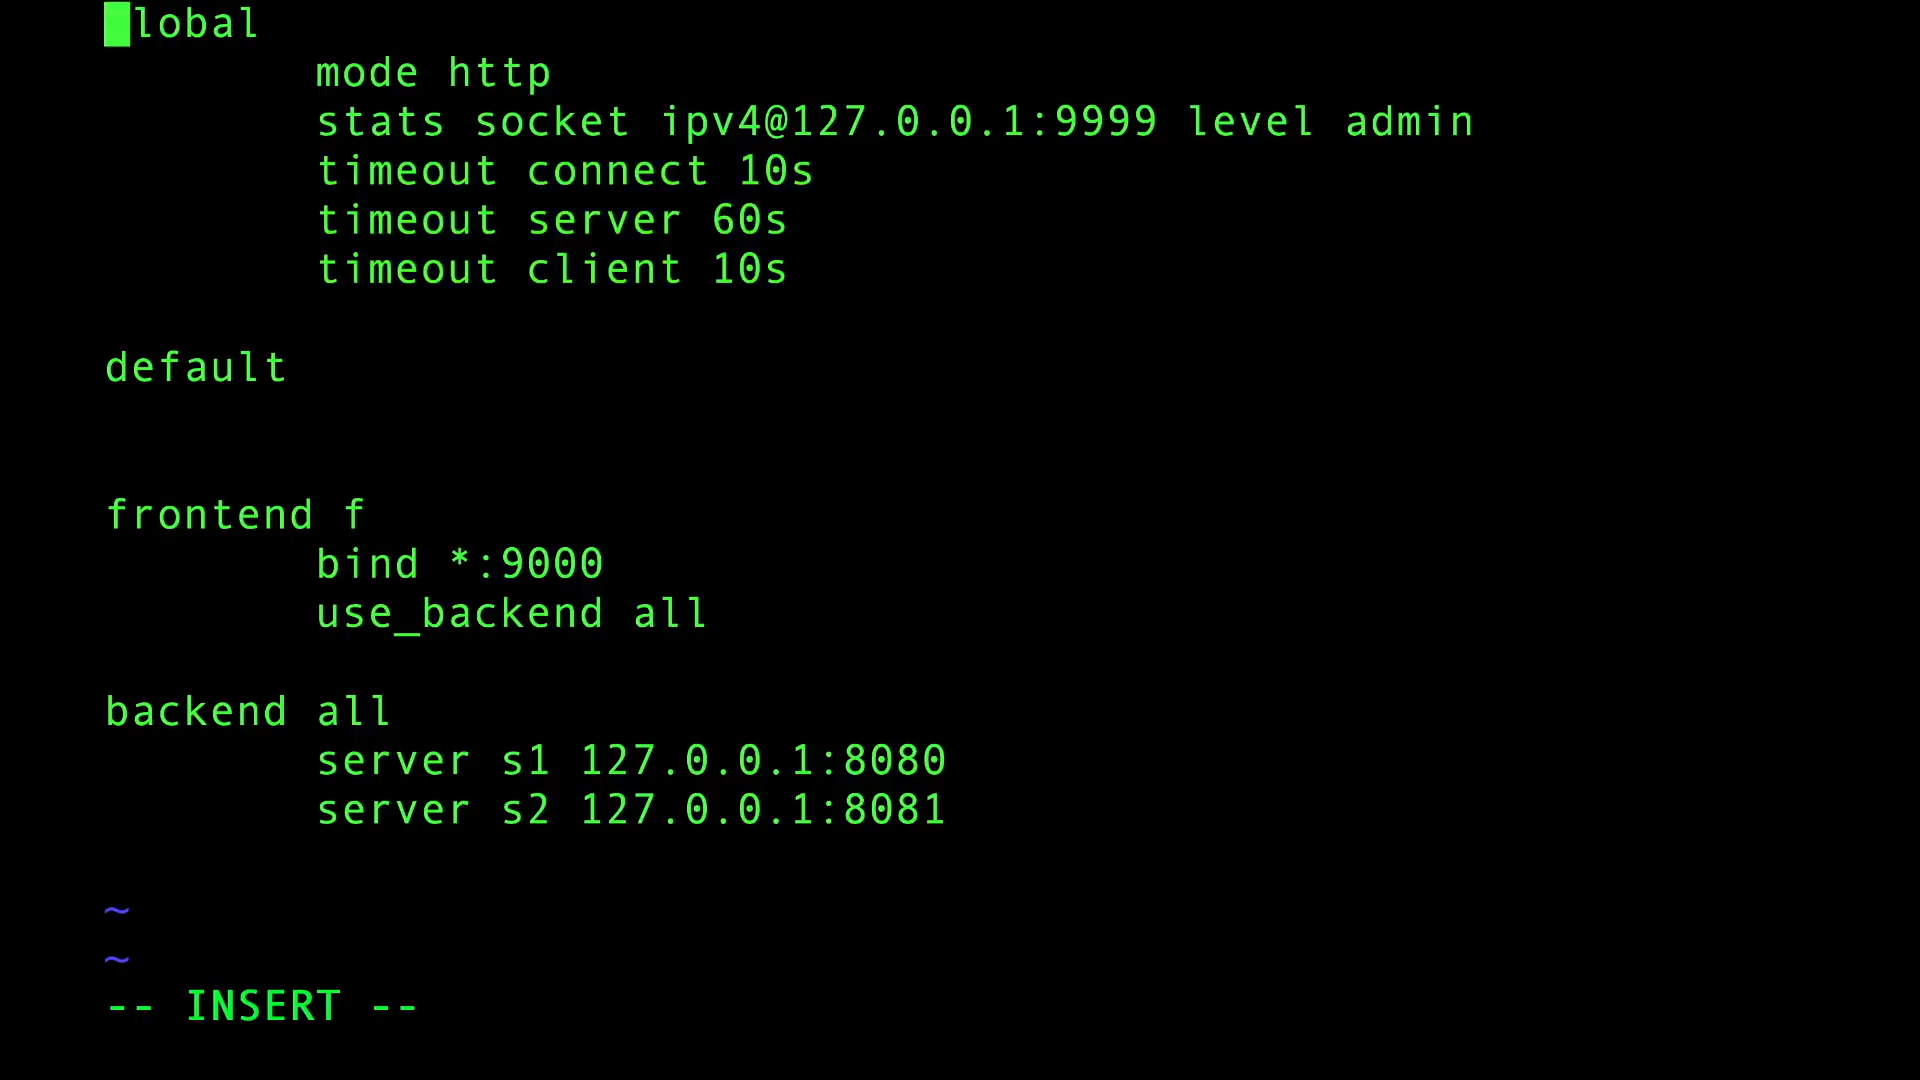 lobal
mode http
stats socket ipv4@127.0.0.1:9999 level admin
timeout connect 10s
timeout server 60s
timeout client 10s
default
frontend f
bind *:9000
use_backend all
backend all
server s1 127.0.0.1:8080
server s2 127.0.0.1:8081
~
~
-- INSERT --